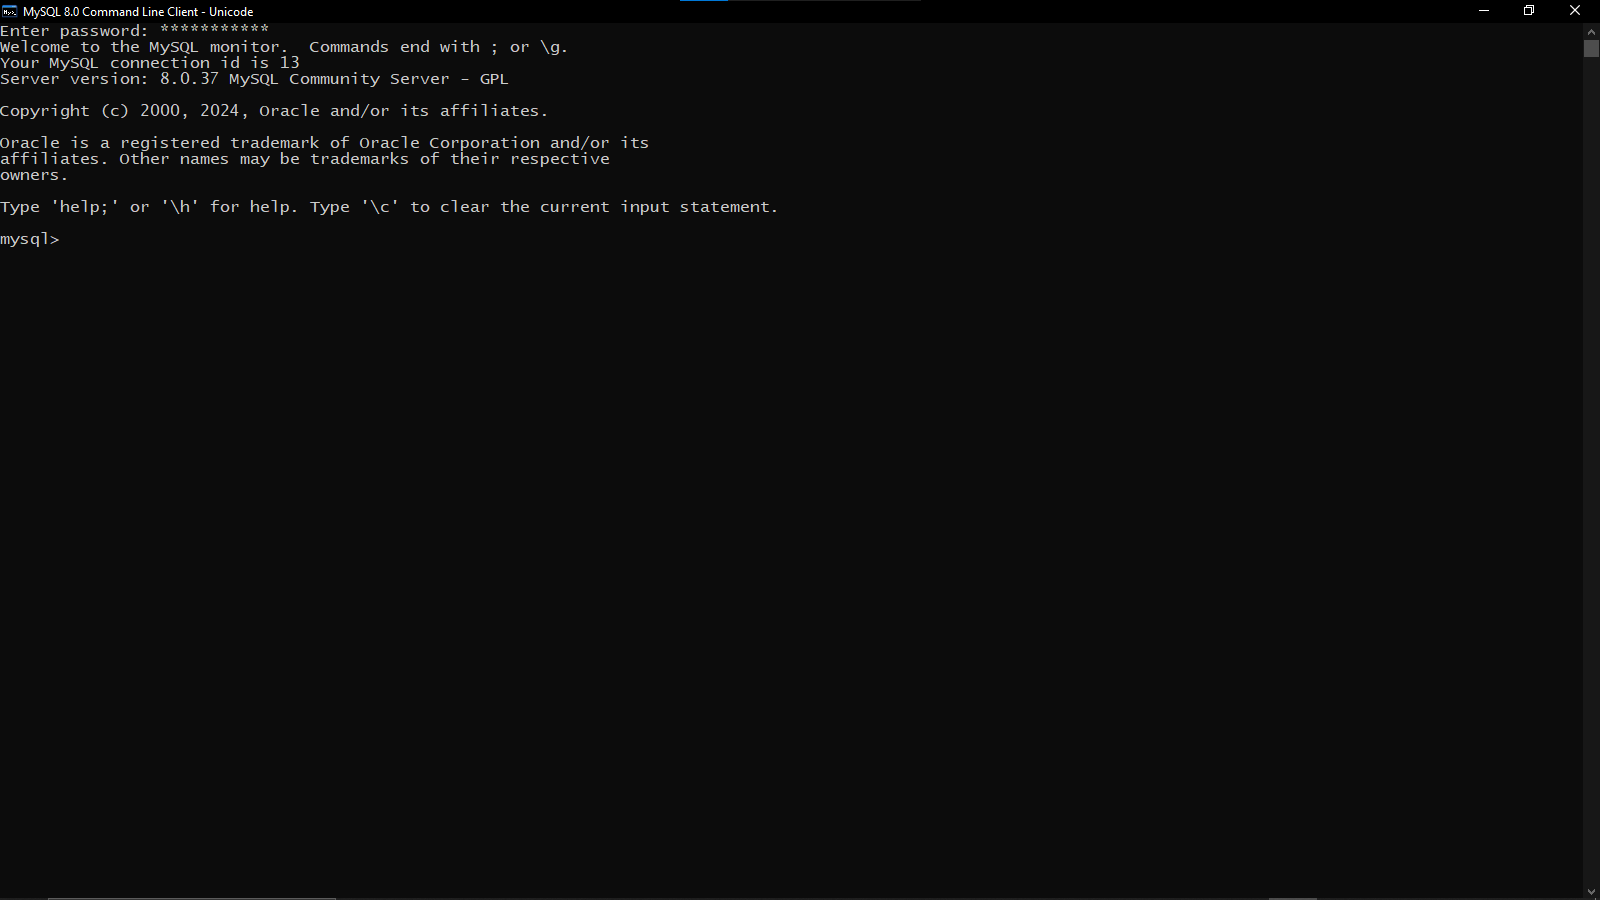 MySQL 8.0 Command Line Client - Unicode
Enter password: ***********
Welcome to the MySQL monitor.  Commands end with ; or \g.
Your MySQL connection id is 13
Server version: 8.0.37 MySQL Community Server - GPL
Copyright (c) 2000, 2024, Oracle and/or its affiliates.
Oracle is a registered trademark of Oracle Corporation and/or its
affiliates. Other names may be trademarks of their respective
owners.
Type 'help;' or '\h' for help. Type '\c' to clear the current input statement.
mysql>